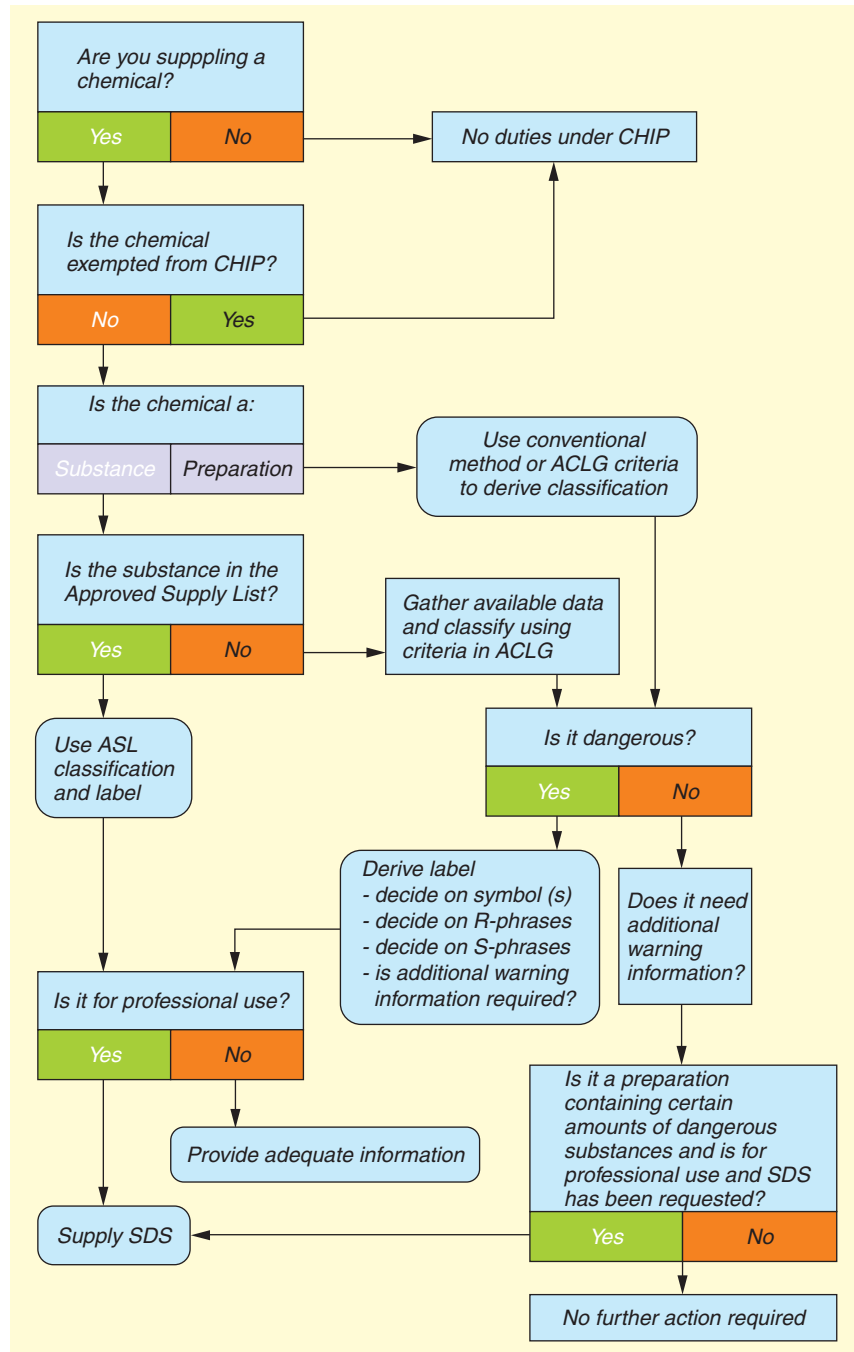 Are you supppling a
chemical?
Yes
No
No duties under CHIP
Is the chemical
exempted from CHIP?
No
Yes
Is the chemical a:
Substance
Preparation
Use conventional
method or ACLG criteria
to derive classification
Is the substance in the
Approved Supply List?
Yes
No
Gather available data
and classify using
criteria in ACLG
Use ASL
classification
and label
Is it dangerous?
Yes
No
Derive label
- decide on symbol (s)
- decide on R-phrases
- decide on S-phrases
- is additional warning
information required?
Does it need
additional
warning
information?
Is it for professional use?
Yes
No
Provide adequate information
Is it a preparation
containing certain
amounts of dangerous
substances and is for
professional use and SDS
has been requested?
Yes
No
Supply SDS
No further action required